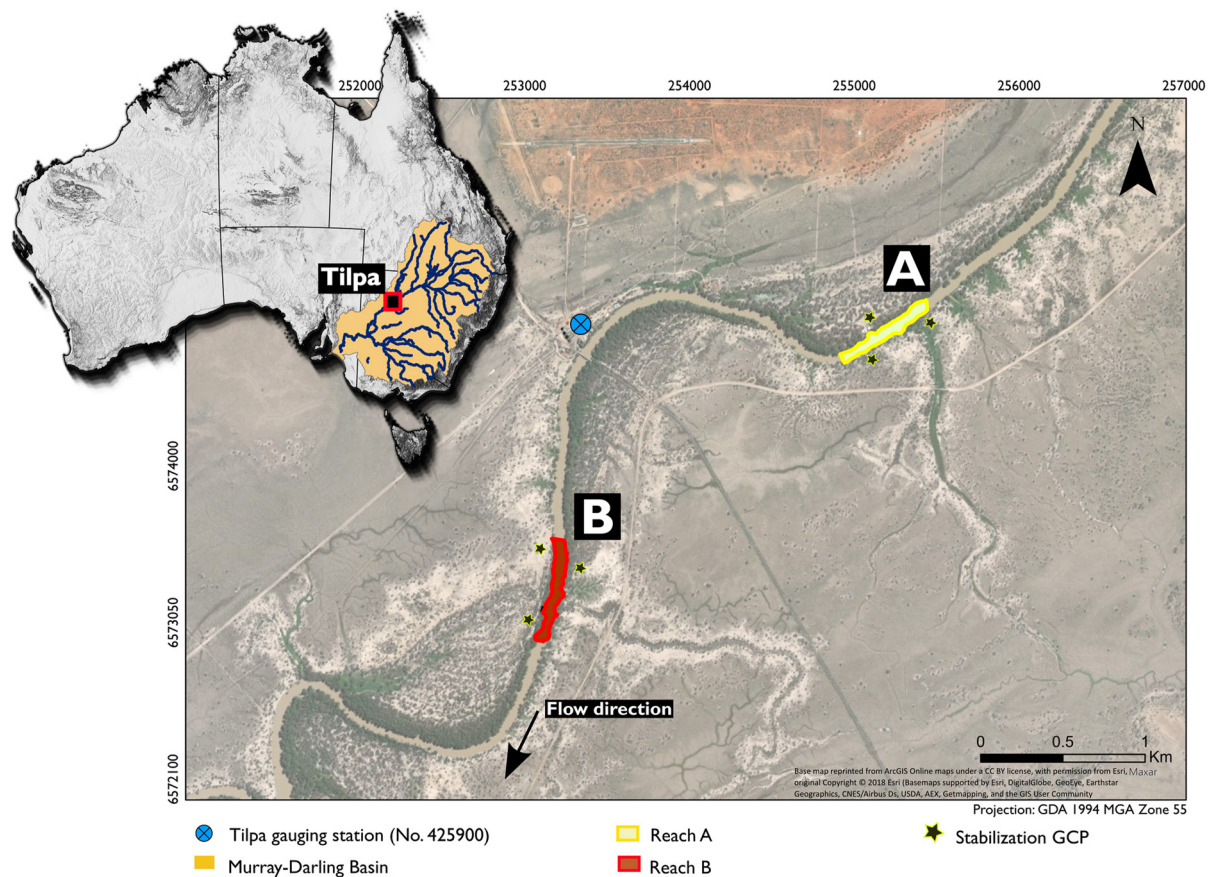 252000
253000
254000
255000
256000
257000
N
Tilpa
A
B
6574000
6573050
6572100
Flow direction
0
0.5
1
Km
Base map reprinted from ArcGIS Online maps under a CC BY license, with permission from Esri, Maxar
original Copyright © 2018 Esri (Basemaps supported by Esri, DigitalGlobe, GeoEye, Earthstar
Geographics, CNES/Airbus Ds, USDA, AEX, Getmapping, and the GIS User Community
Projection: GDA 1994 MGA Zone 55
Tilpa gauging station (No. 425900)
Reach A
Stabilization GCP
Murray-Darling Basin
Reach B